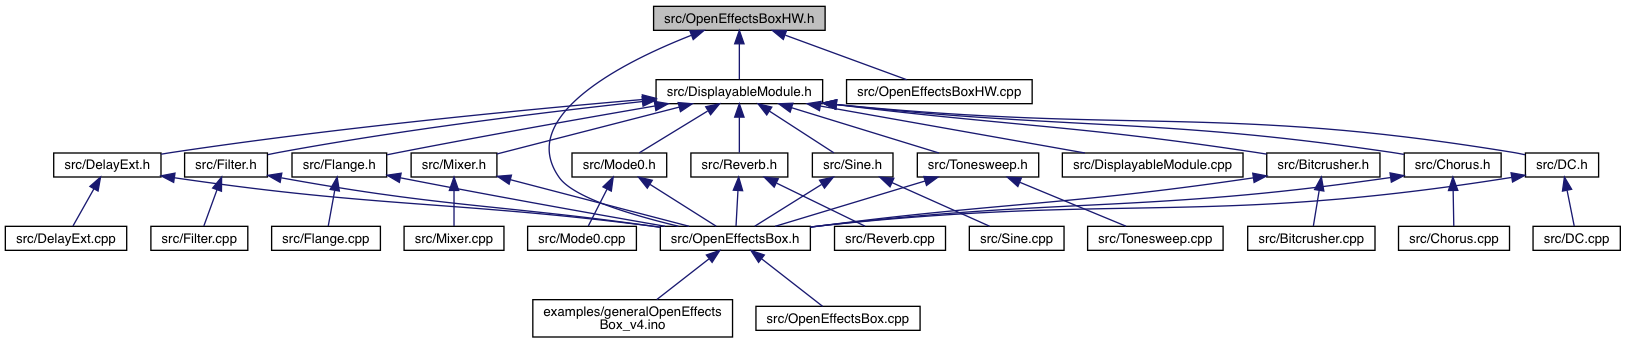 src/OpenEffectsBoxHW.h
src/DisplayableModule.h
src/OpenEffectsBoxHW.cpp
src/DelayExt.h
src/Filter.h
src/Flange.h
src/Mixer.h
src/Mode0.h
src/Reverb.h
src/Sine.h
src/Tonesweep.h
src/DisplayableModule.cpp
src/Bitcrusher.h
src/Chorus.h
src/DC.h
src/DelayExt.cpp
src/Filter.cpp
src/Flange.cpp
src/Mixer.cpp
src/Mode0.cpp
src/OpenEffectsBox.h
src/Reverb.cpp
src/Sine.cpp
src/Tonesweep.cpp
src/Bitcrusher.cpp
src/Chorus.cpp
src/DC.cpp
examples/generalOpenEffects
Box_v4.ino
src/OpenEffectsBox.cpp